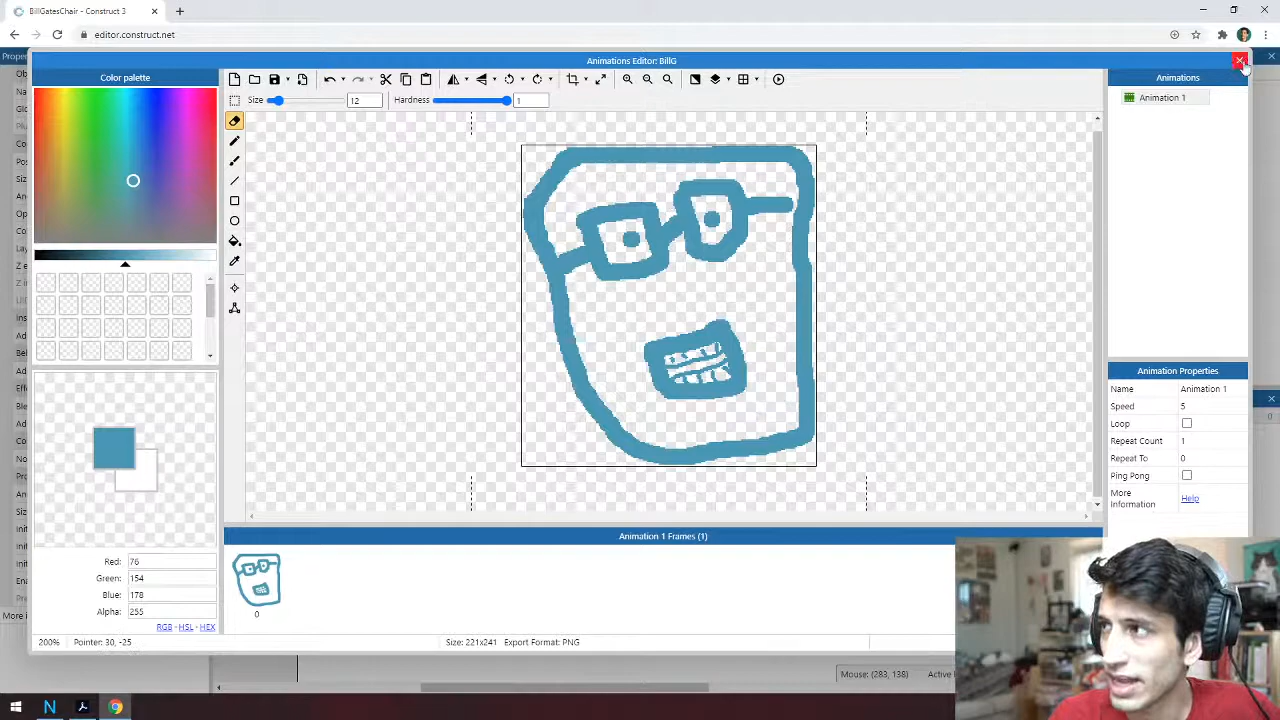 BillGatesChair - Construct 3
editor.construct.net
Animations Editor: BillG
Color palette
Animations
Size 12 Hardness 1
Animation 1
Animation Properties
Name Animation 1
Speed 5
Loop
Repeat Count 1
Repeat To 0
Ping Pong
More Information Help
Animation 1 Frames (1)
0
Red: 76
Green: 154
Blue: 178
Alpha: 255
RGB - HSL - HEX
200% Pointer: 30, -25 Size: 221x241 Export Format: PNG
Mouse: (283, 138)